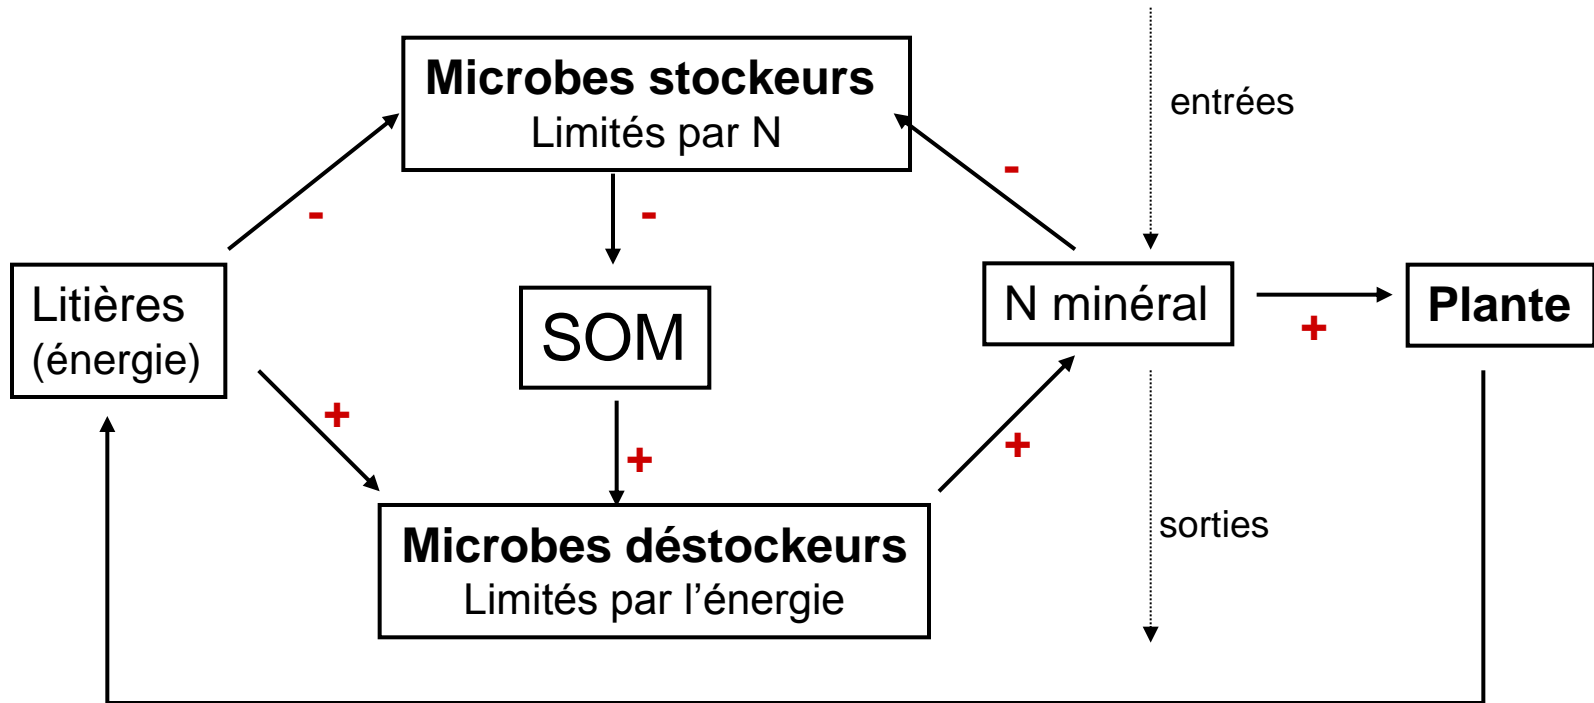 Microbes stockeurs
Limités par N
entrées
-
-
-
Litières
(énergie)
SOM
N minéral
+
Plante
+
+
+
Microbes déstockeurs
Limités par l’énergie
sorties